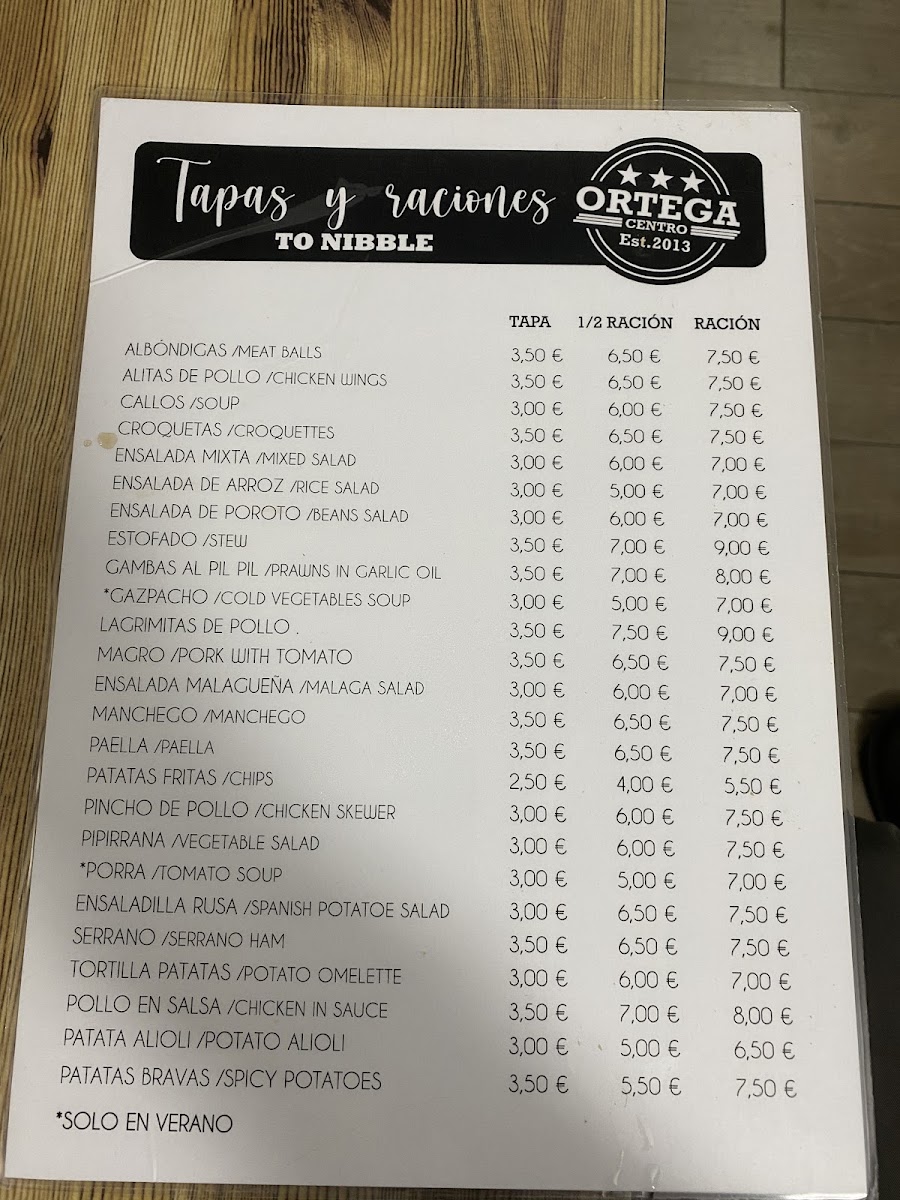 Tapas y raciones
TO NIBBLE
ORTEGA
CENTRO
Est.2013
TAPA 1/2 RACIÓN RACIÓN
ALBÓNDIGAS /MEAT BALLS 3,50 € 6,50 € 7,50 €
ALITAS DE POLLO /CHICKEN WINGS 3,50 € 6,50 € 7,50 €
CALLOS /SOUP 3,00 € 6,00 € 7,50 €
CROQUETAS /CROQUETTES 3,50 € 6,50 € 7,50 €
ENSALADA MIXTA /MIXED SALAD 3,00 € 6,00 € 7,00 €
ENSALADA DE ARROZ /RICE SALAD 3,00 € 5,00 € 7,00 €
ENSALADA DE POROTO /BEANS SALAD 3,00 € 6,00 € 7,00 €
ESTOFADO /STEW 3,50 € 7,00 € 9,00 €
GAMBAS AL PIL PIL /PRAWNS IN GARLIC OIL 3,50 € 7,00 € 8,00 €
*GAZPACHO /COLD VEGETABLES SOUP 3,00 € 5,00 € 7,00 €
LAGRIMITAS DE POLLO . 3,50 € 7,50 € 9,00 €
MAGRO /PORK WITH TOMATO 3,50 € 6,50 € 7,50 €
ENSALADA MALAGUEÑA /MALAGA SALAD 3,00 € 6,00 € 7,00 €
MANCHEGO /MANCHEGO 3,50 € 6,50 € 7,50 €
PAELLA /PAELLA 3,50 € 6,50 € 7,50 €
PATATAS FRITAS /CHIPS 2,50 € 4,00 € 5,50 €
PINCHO DE POLLO /CHICKEN SKEWER 3,00 € 6,00 € 7,50 €
PIPIRRANA /VEGETABLE SALAD 3,00 € 6,00 € 7,50 €
*PORRA /TOMATO SOUP 3,00 € 5,00 € 7,00 €
ENSALADILLA RUSA /SPANISH POTATOE SALAD 3,00 € 6,50 € 7,50 €
SERRANO /SERRANO HAM 3,50 € 6,50 € 7,50 €
TORTILLA PATATAS /POTATO OMELETTE 3,00 € 6,00 € 7,00 €
POLLO EN SALSA /CHICKEN IN SAUCE 3,50 € 7,00 € 8,00 €
PATATA ALIOLI /POTATO ALIOLI 3,00 € 5,00 € 6,50 €
PATATAS BRAVAS /SPICY POTATOES 3,50 € 5,50 € 7,50 €
*SOLO EN VERANO